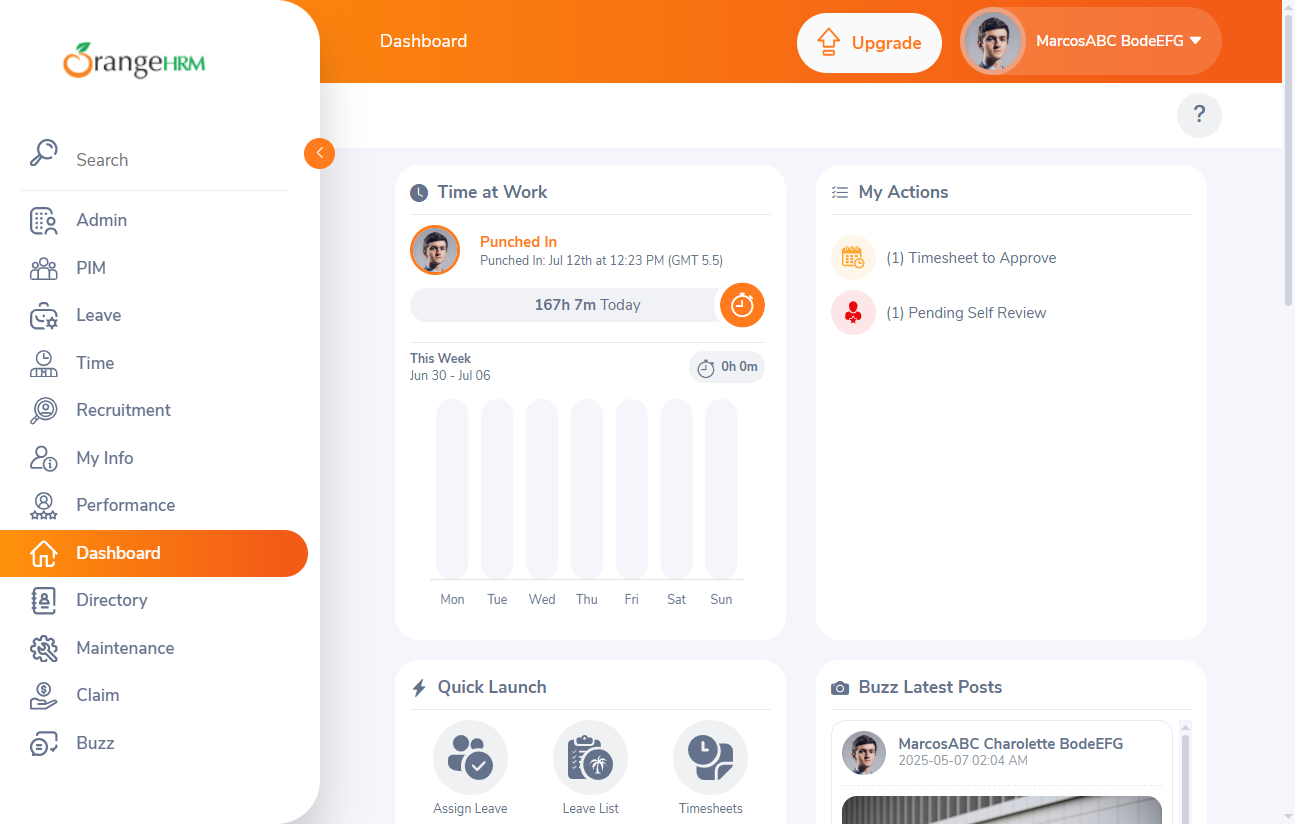 OrangeHRM
Search
Admin
PIM
Leave
Time
Recruitment
My Info
Performance
Dashboard
Directory
Maintenance
Claim
Buzz
Dashboard
Upgrade
MarcosABC BodeEFG
?
Time at Work
Punched In
Punched In: Jul 12th at 12:23 PM (GMT 5.5)
167h 7m Today
This Week
Jun 30 - Jul 06
0h 0m
Mon Tue Wed Thu Fri Sat Sun
My Actions
(1) Timesheet to Approve
(1) Pending Self Review
Quick Launch
Assign Leave
Leave List
Timesheets
Buzz Latest Posts
MarcosABC Charolette BodeEFG
2025-05-07 02:04 AM